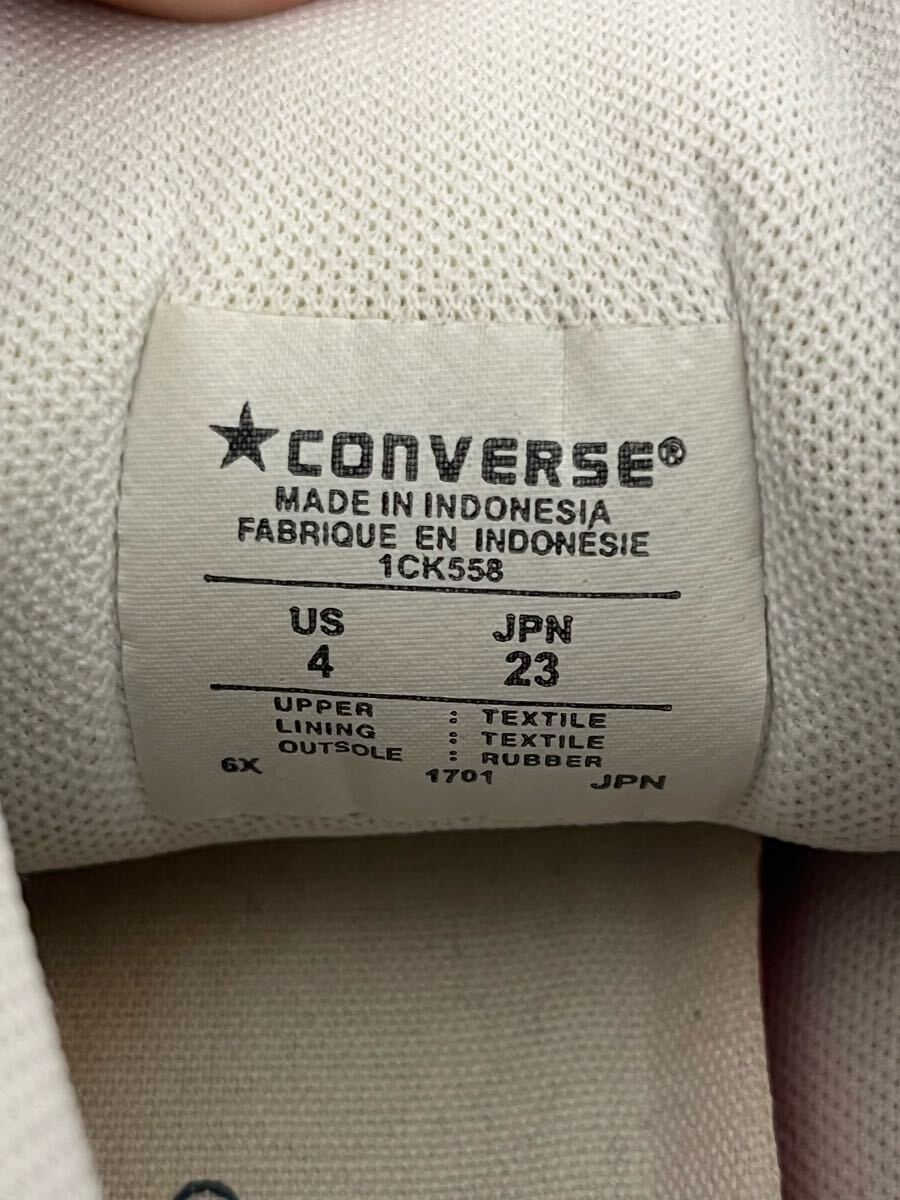 ★CONVERSE®
MADE IN INDONESIA
FABRIQUE EN INDONÉSIE
1CK558
US JPN
4 23
UPPER : TEXTILE
LINING : TEXTILE
OUTSOLE : RUBBER
6X 1701 JPN